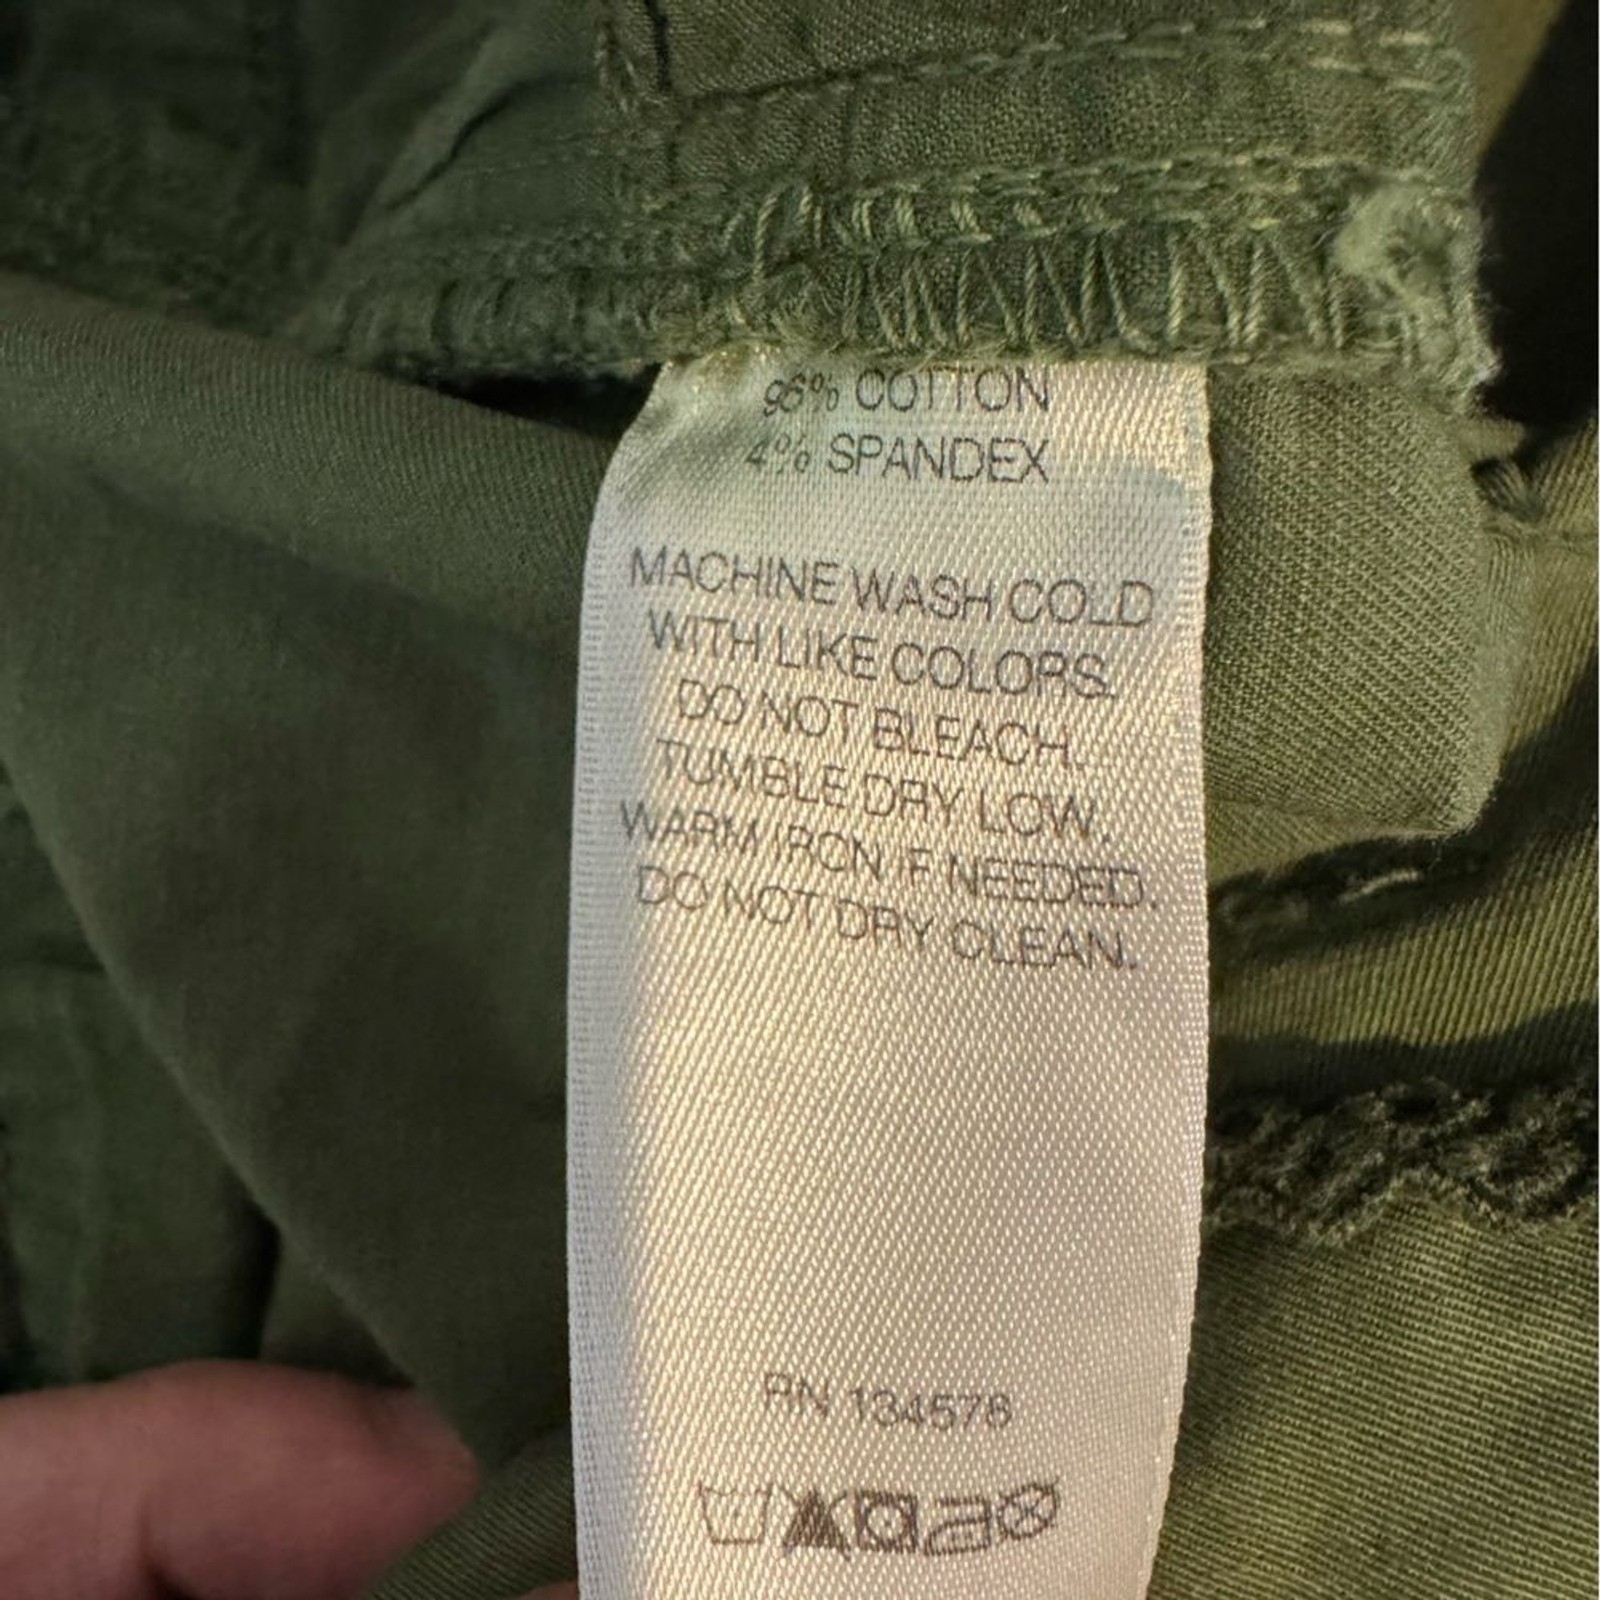 96% COTTON
4% SPANDEX
MACHINE WASH COLD
WITH LIKE COLORS.
DO NOT BLEACH.
TUMBLE DRY LOW.
WARM IRON IF NEEDED.
DO NOT DRY CLEAN.
RN 134578